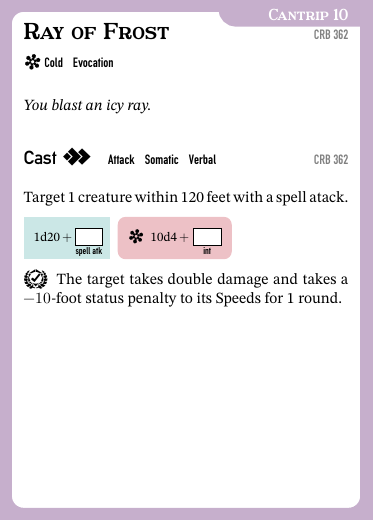 Cantrip 10
Ray of Frost CRB 362
Cold Evocation
You blast an icy ray.
Cast Attack Somatic Verbal CRB 362
Target 1 creature within 120 feet with a spell atack.
1d20 + 10d4 +
spell atk int
The target takes double damage and takes a
−10-foot status penalty to its Speeds for 1 round.